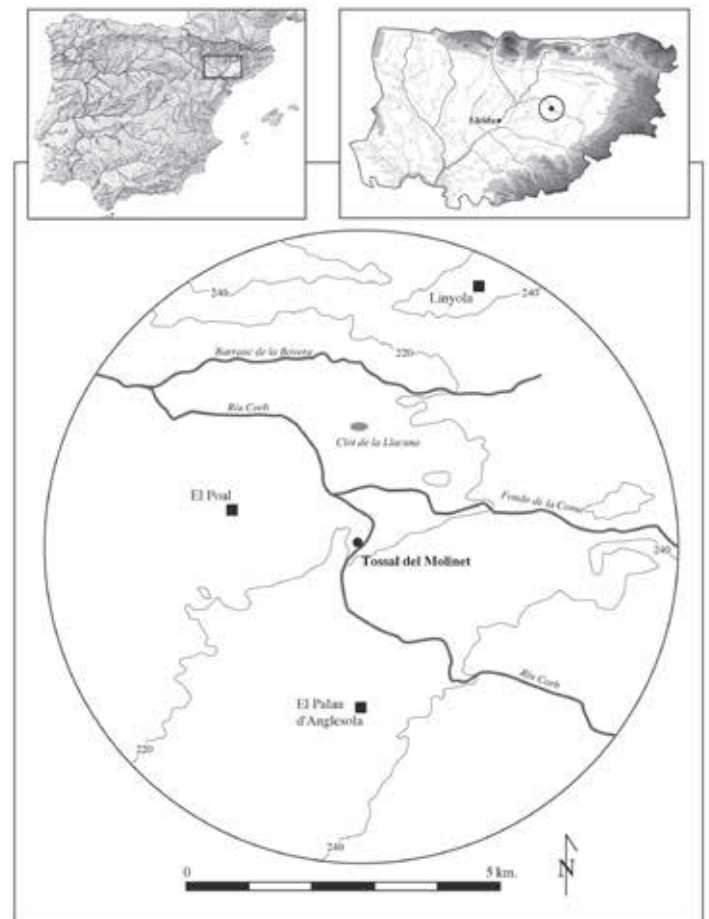 Lleida
240
Linyola
240
220
Barranc de la Bovera
Riu Corb
Clot de la Llacuna
El Poal
Fondo de la Coma
240
Tossal del Molinet
Riu Corb
El Palau
d'Anglesola
220
240
0
5 km.
N